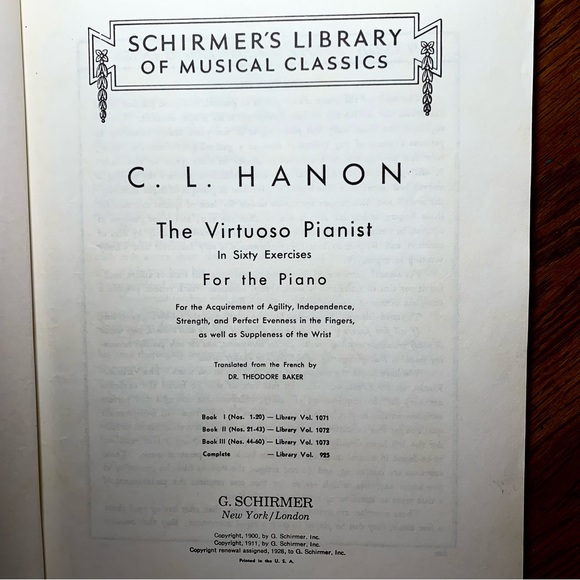 SCHIRMER'S LIBRARY
OF MUSICAL CLASSICS
C. L. HANON
The Virtuoso Pianist
In Sixty Exercises
For the Piano
For the Acquirement of Agility, Independence,
Strength, and Perfect Evenness in the Fingers,
as well as Suppleness of the Wrist
Translated from the French by
DR. THEODORE BAKER
Book I (Nos. 1-20) — Library Vol. 1071
Book II (Nos. 21-43) — Library Vol. 1072
Book III (Nos. 44-60) — Library Vol. 1073
Complete — Library Vol. 925
G. SCHIRMER
New York/London
Copyright, 1900, by G. Schirmer, Inc.
Copyright, 1911, by G. Schirmer, Inc.
Copyright renewal assigned, 1928, to G. Schirmer, Inc.
Printed in the U. S. A.